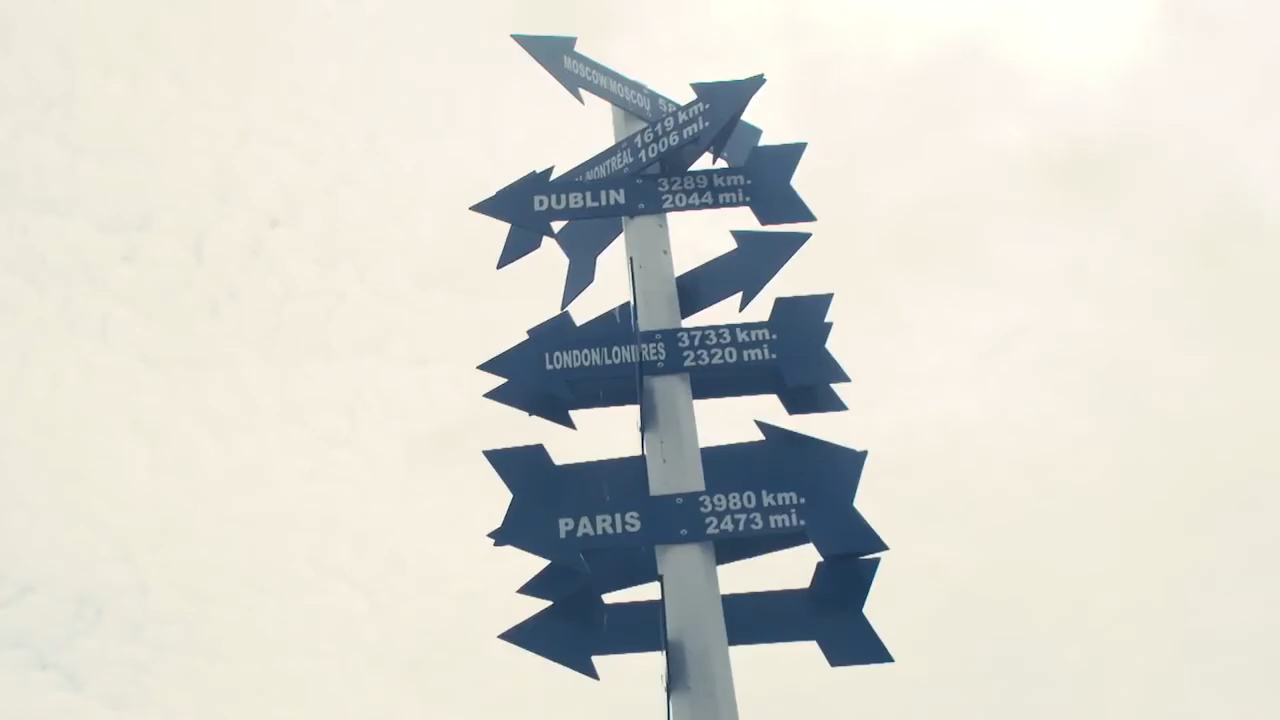 MOSCOW/MOSCOU
1619 km.
MONTRÉAL 1006 mi.
DUBLIN 3289 km.
2044 mi.
LONDON/LONDRES 3733 km.
2320 mi.
PARIS 3980 km.
2473 mi.